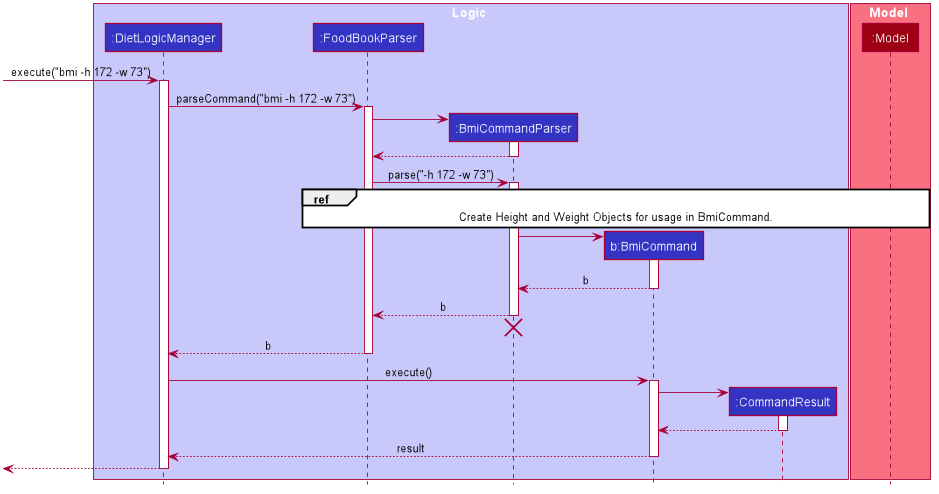 Logic
Model
:DietLogicManager
:FoodBookParser
:Model
execute("bmi -h 172 -w 73")
parseCommand("bmi -h 172 -w 73")
:BmiCommandParser
parse("-h 172 -w 73")
ref
Create Height and Weight Objects for usage in BmiCommand.
b:BmiCommand
b
b
b
execute()
:CommandResult
result